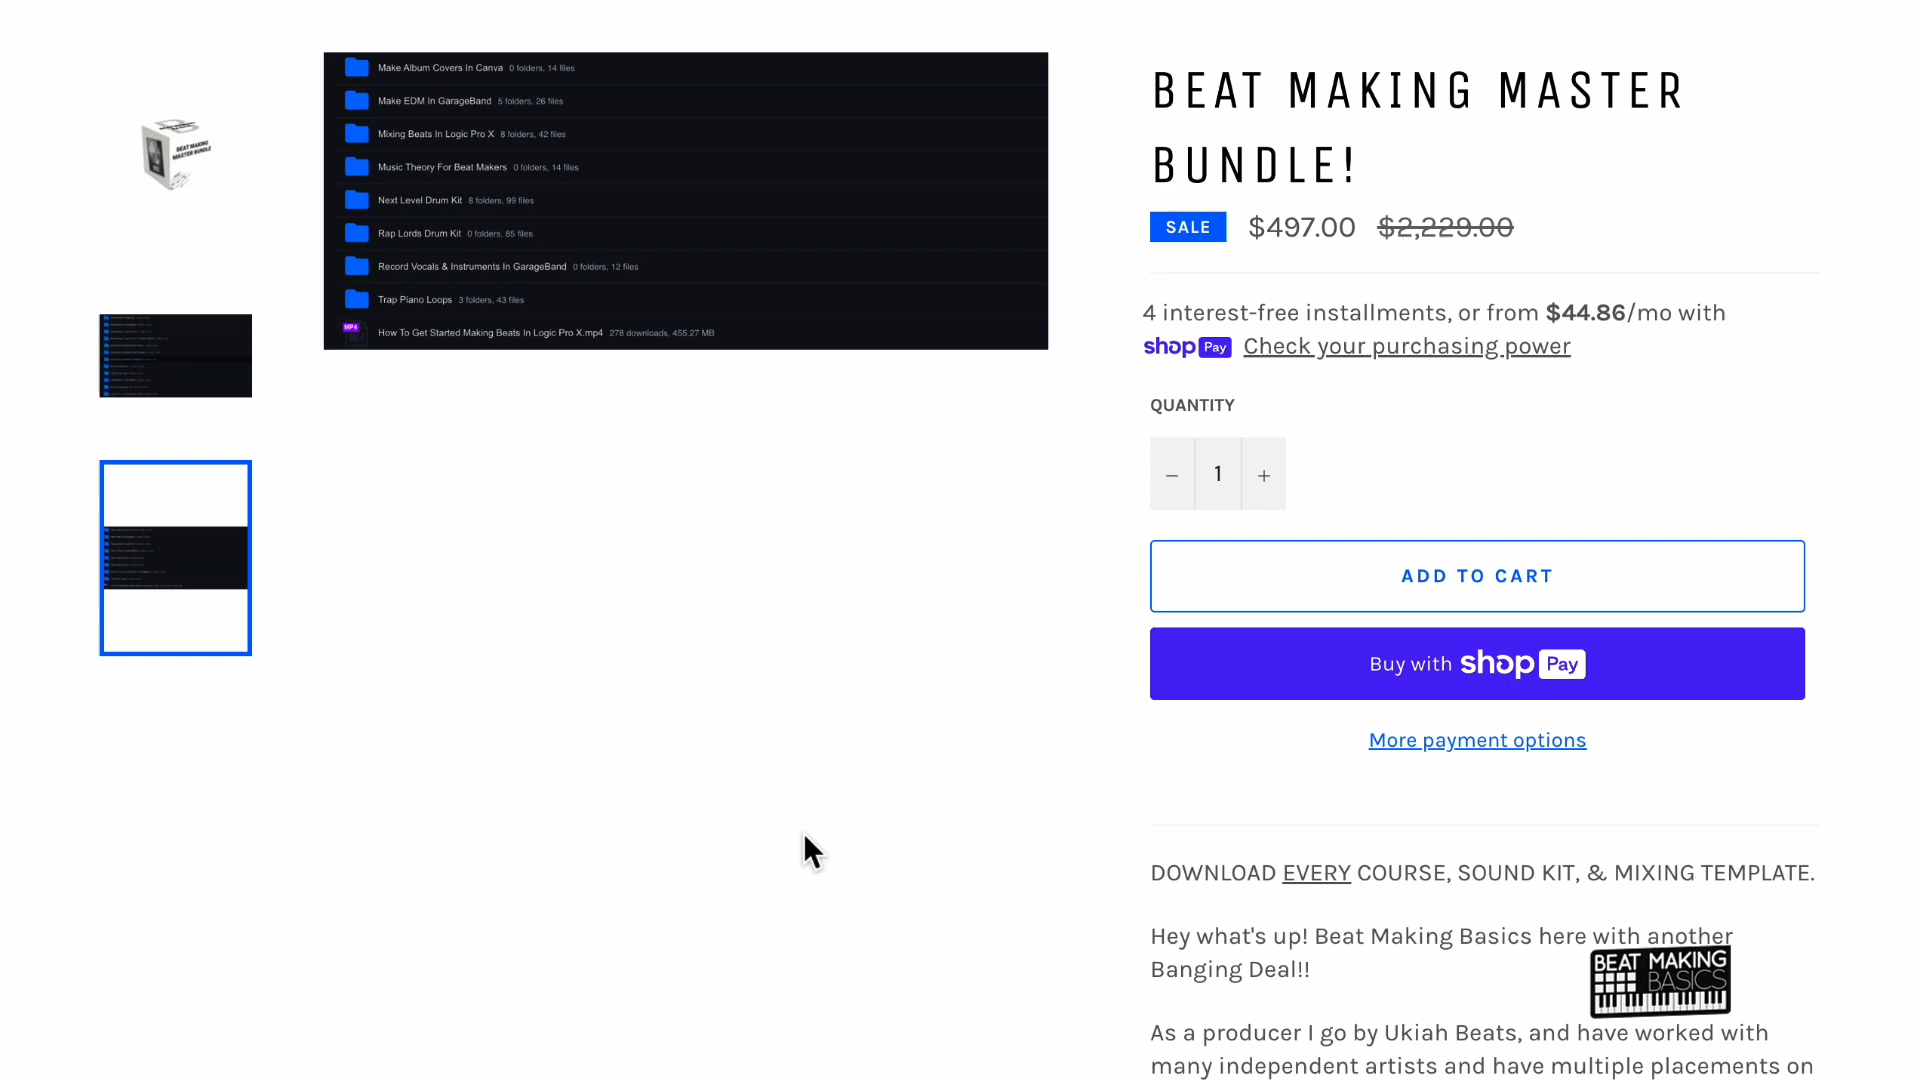 BEAT MAKING
MASTER BUNDLE
Make Album Covers In Canva 0 folders, 14 files
Make EDM In GarageBand 5 folders, 26 files
Mixing Beats In Logic Pro X 8 folders, 42 files
Music Theory For Beat Makers 0 folders, 14 files
Next Level Drum Kit 8 folders, 99 files
Rap Lords Drum Kit 0 folders, 85 files
Record Vocals & Instruments In GarageBand 0 folders, 12 files
Trap Piano Loops 3 folders, 43 files
MP4 How To Get Started Making Beats In Logic Pro X.mp4 278 downloads, 455.27 MB
BEAT MAKING MASTER
BUNDLE!
SALE $497.00 $2,229.00
4 interest-free installments, or from $44.86/mo with
shop Pay Check your purchasing power
QUANTITY
− 1 +
ADD TO CART
Buy with shop Pay
More payment options
DOWNLOAD EVERY COURSE, SOUND KIT, & MIXING TEMPLATE.
Hey what's up! Beat Making Basics here with another
Banging Deal!!
BEAT MAKING
BASICS
As a producer I go by Ukiah Beats, and have worked with
many independent artists and have multiple placements on